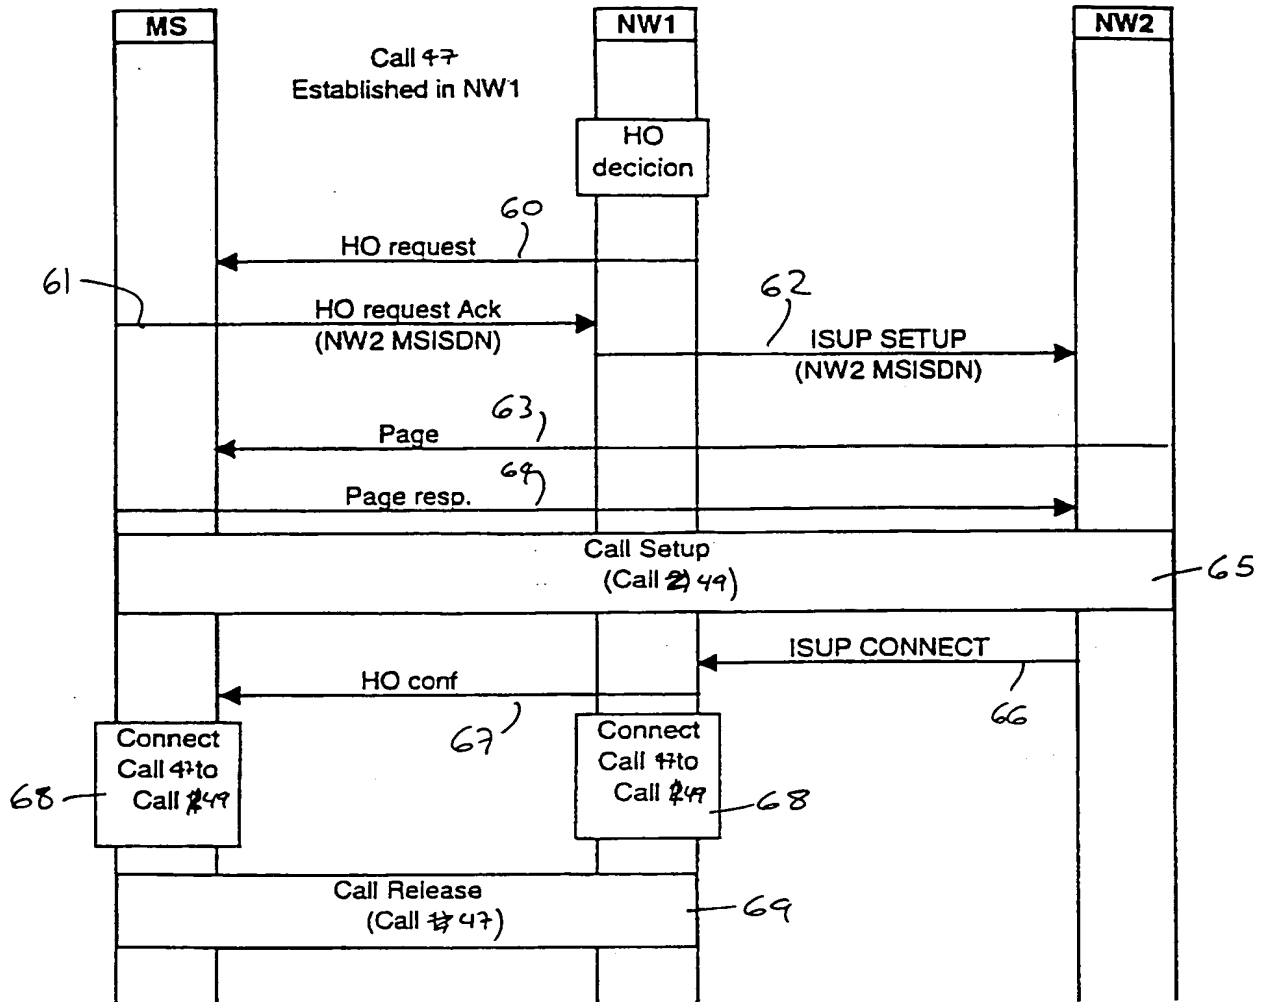 MS
NW1
NW2
Call 47
Established in NW1
HO
decicion
60
HO request
61
HO request Ack
(NW2 MSISDN)
62
ISUP SETUP
(NW2 MSISDN)
63
Page
64
Page resp.
Call Setup
(Call 2) 49)
65
ISUP CONNECT
66
HO conf
67
Connect
Call 47 to
Call 49
68
Connect
Call 47 to
Call 49
68
Call Release
(Call 47)
69